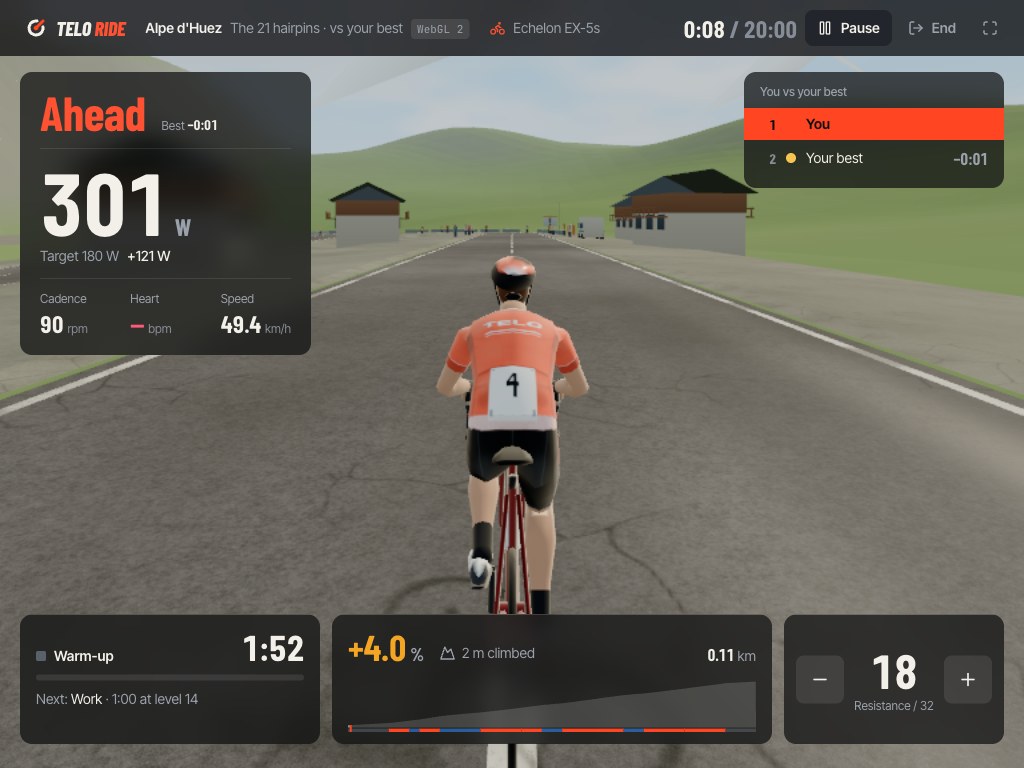 TELO RIDE Alpe d'Huez The 21 hairpins · vs your best WebGL 2 Echelon EX-5s 0:08 / 20:00 Pause End
Ahead Best −0:01
301 W
Target 180 W +121 W
Cadence Heart Speed
90 rpm — bpm 49.4 km/h
You vs your best
1 You
2 Your best −0:01
TELO
4
Warm-up 1:52
Next: Work · 1:00 at level 14
+4.0 % 2 m climbed 0.11 km
− 18 +
Resistance / 32